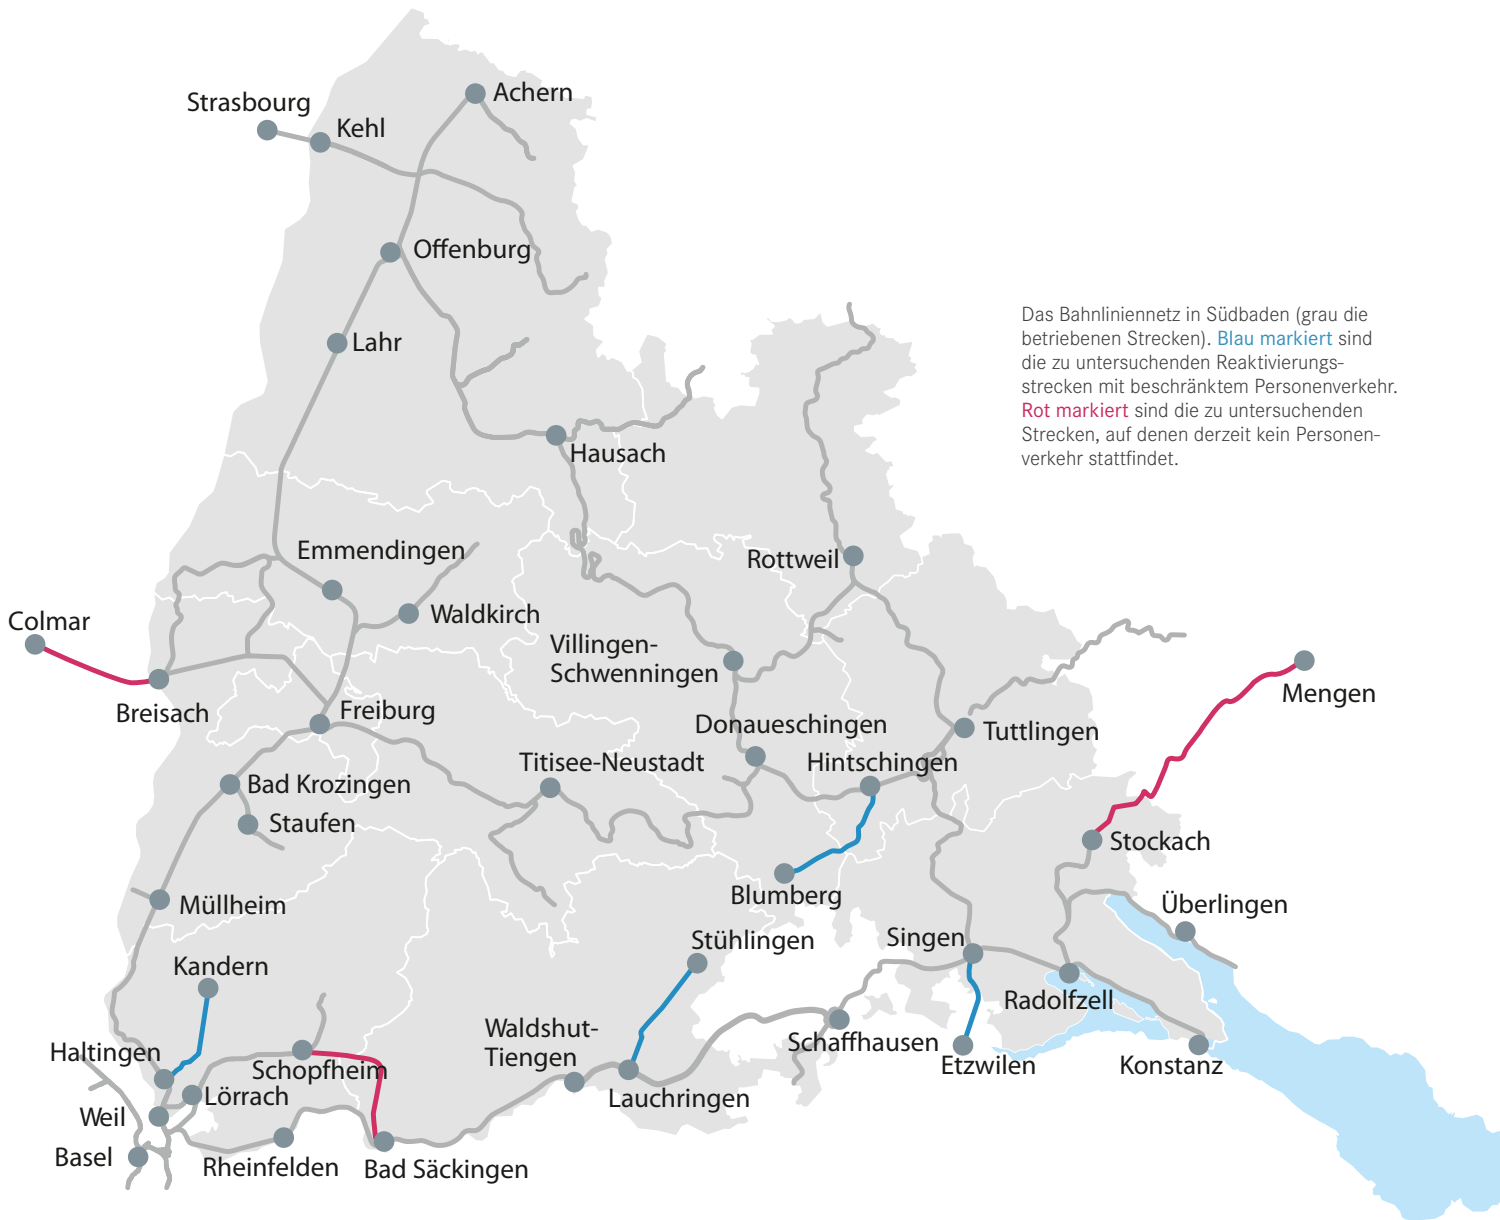 Achern
Strasbourg
Kehl
Offenburg
Das Bahnliniennetz in Südbaden (grau die
betriebenen Strecken). Blau markiert sind
die zu untersuchenden Reaktivierungs-
strecken mit beschränktem Personenverkehr.
Rot markiert sind die zu untersuchenden
Strecken, auf denen derzeit kein Personen-
verkehr stattfindet.
Lahr
Hausach
Emmendingen
Rottweil
Waldkirch
Colmar
Villingen-
Schwenningen
Mengen
Breisach
Freiburg
Donaueschingen
Tuttlingen
Titisee-Neustadt
Hintschingen
Bad Krozingen
Staufen
Stockach
Blumberg
Müllheim
Überlingen
Stühlingen
Singen
Kandern
Radolfzell
Waldshut-
Tiengen
Schaffhausen
Haltingen
Schopfheim
Etzwilen
Konstanz
Lörrach
Lauchringen
Weil
Basel
Rheinfelden
Bad Säckingen